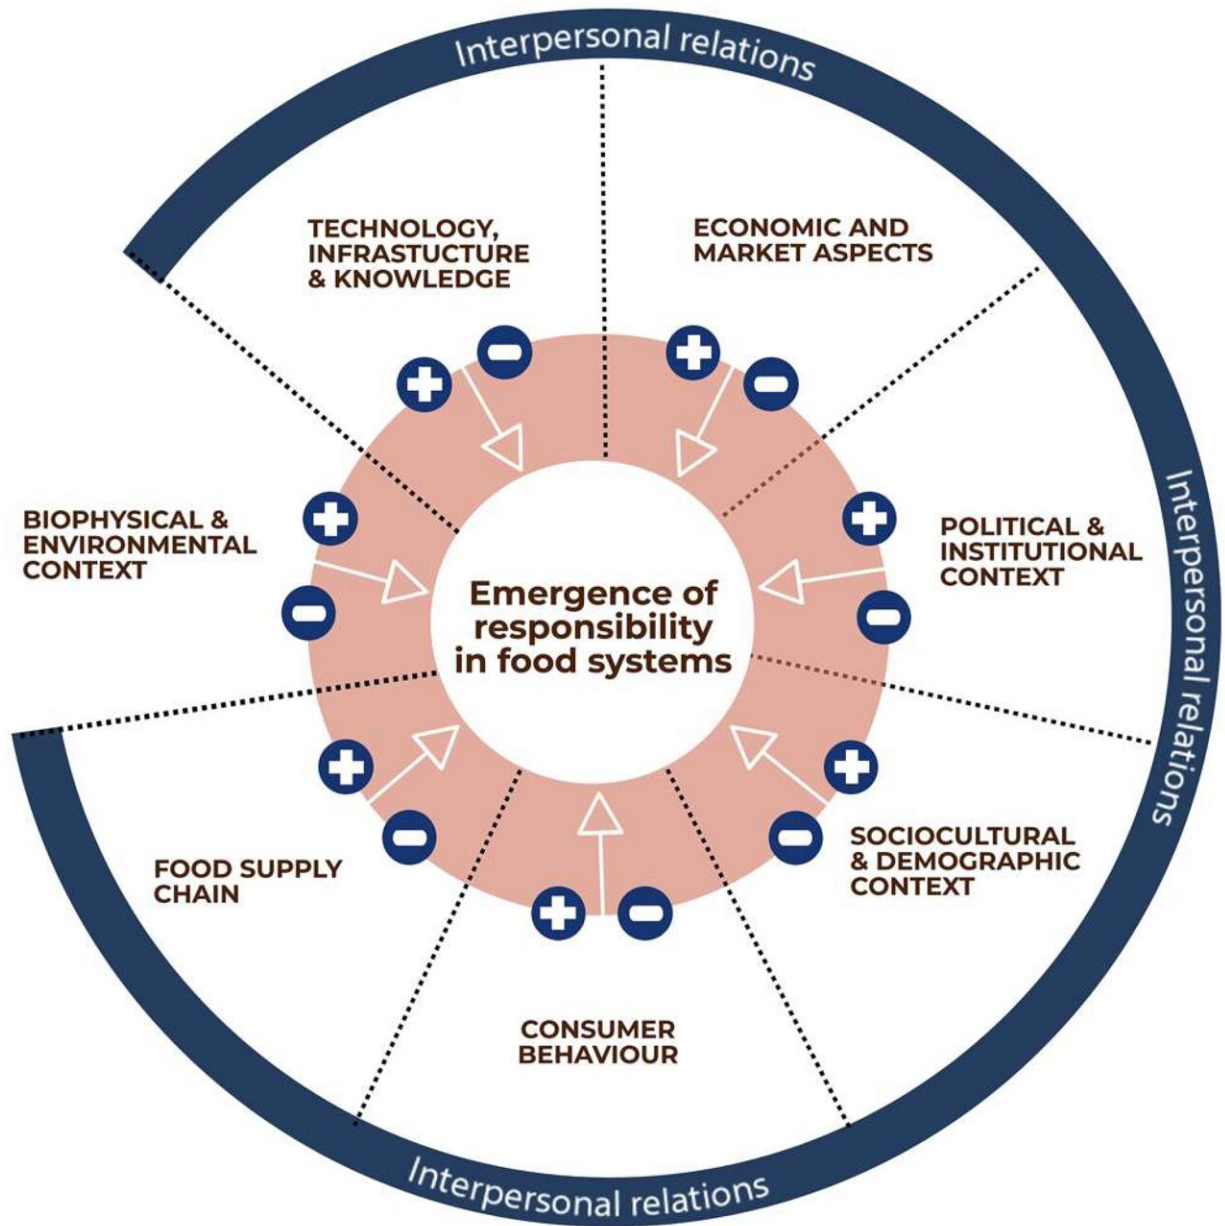 Interpersonal relations
TECHNOLOGY,
INFRASTUCTURE
& KNOWLEDGE
ECONOMIC AND
MARKET ASPECTS
BIOPHYSICAL &
ENVIRONMENTAL
CONTEXT
POLITICAL &
INSTITUTIONAL
CONTEXT
Interpersonal relations
Emergence of
responsibility
in food systems
FOOD SUPPLY
CHAIN
SOCIOCULTURAL
& DEMOGRAPHIC
CONTEXT
CONSUMER
BEHAVIOUR
Interpersonal relations